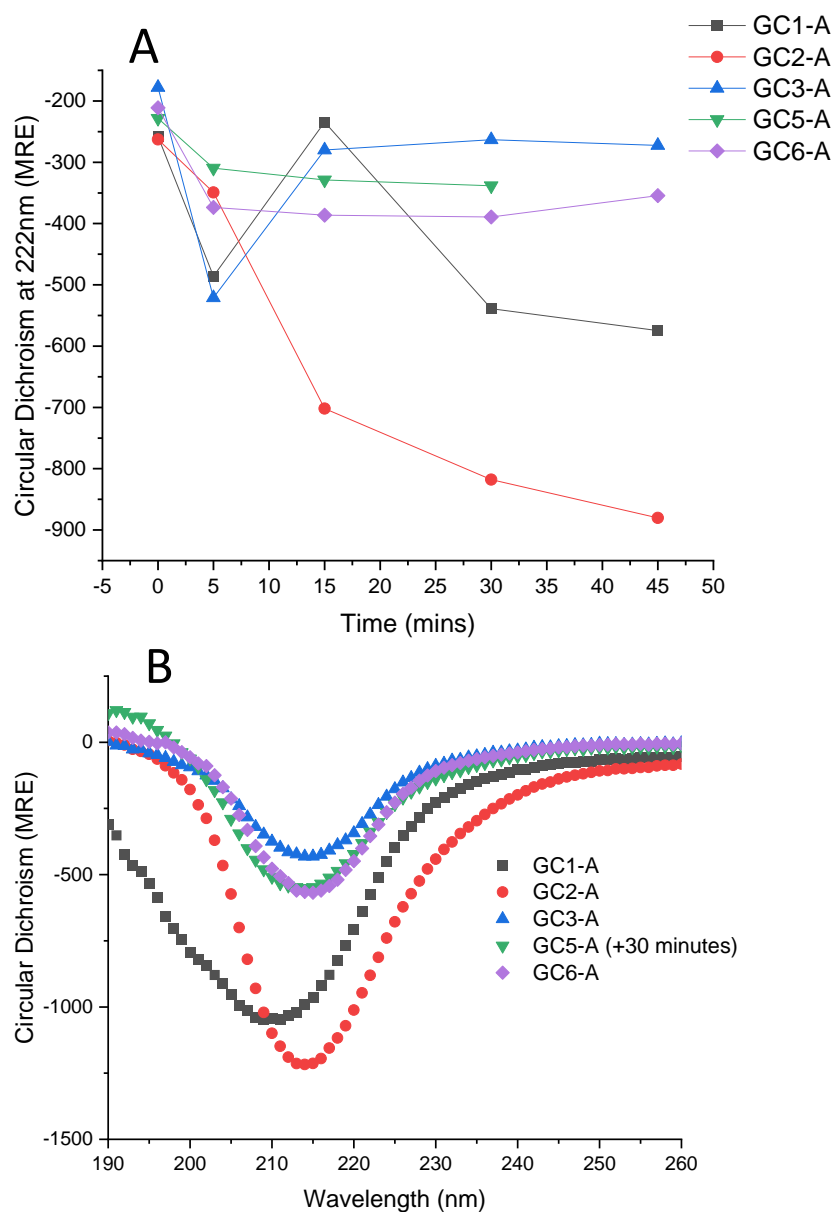 A
GC1-A
GC2-A
GC3-A
GC5-A
GC6-A
Circular Dichroism at 222nm (MRE)
-200
-300
-400
-500
-600
-700
-800
-900
-5 0 5 10 15 20 25 30 35 40 45 50
Time (mins)
B
Circular Dichroism (MRE)
0
-500
-1000
-1500
GC1-A
GC2-A
GC3-A
GC5-A (+30 minutes)
GC6-A
190 200 210 220 230 240 250 260
Wavelength (nm)